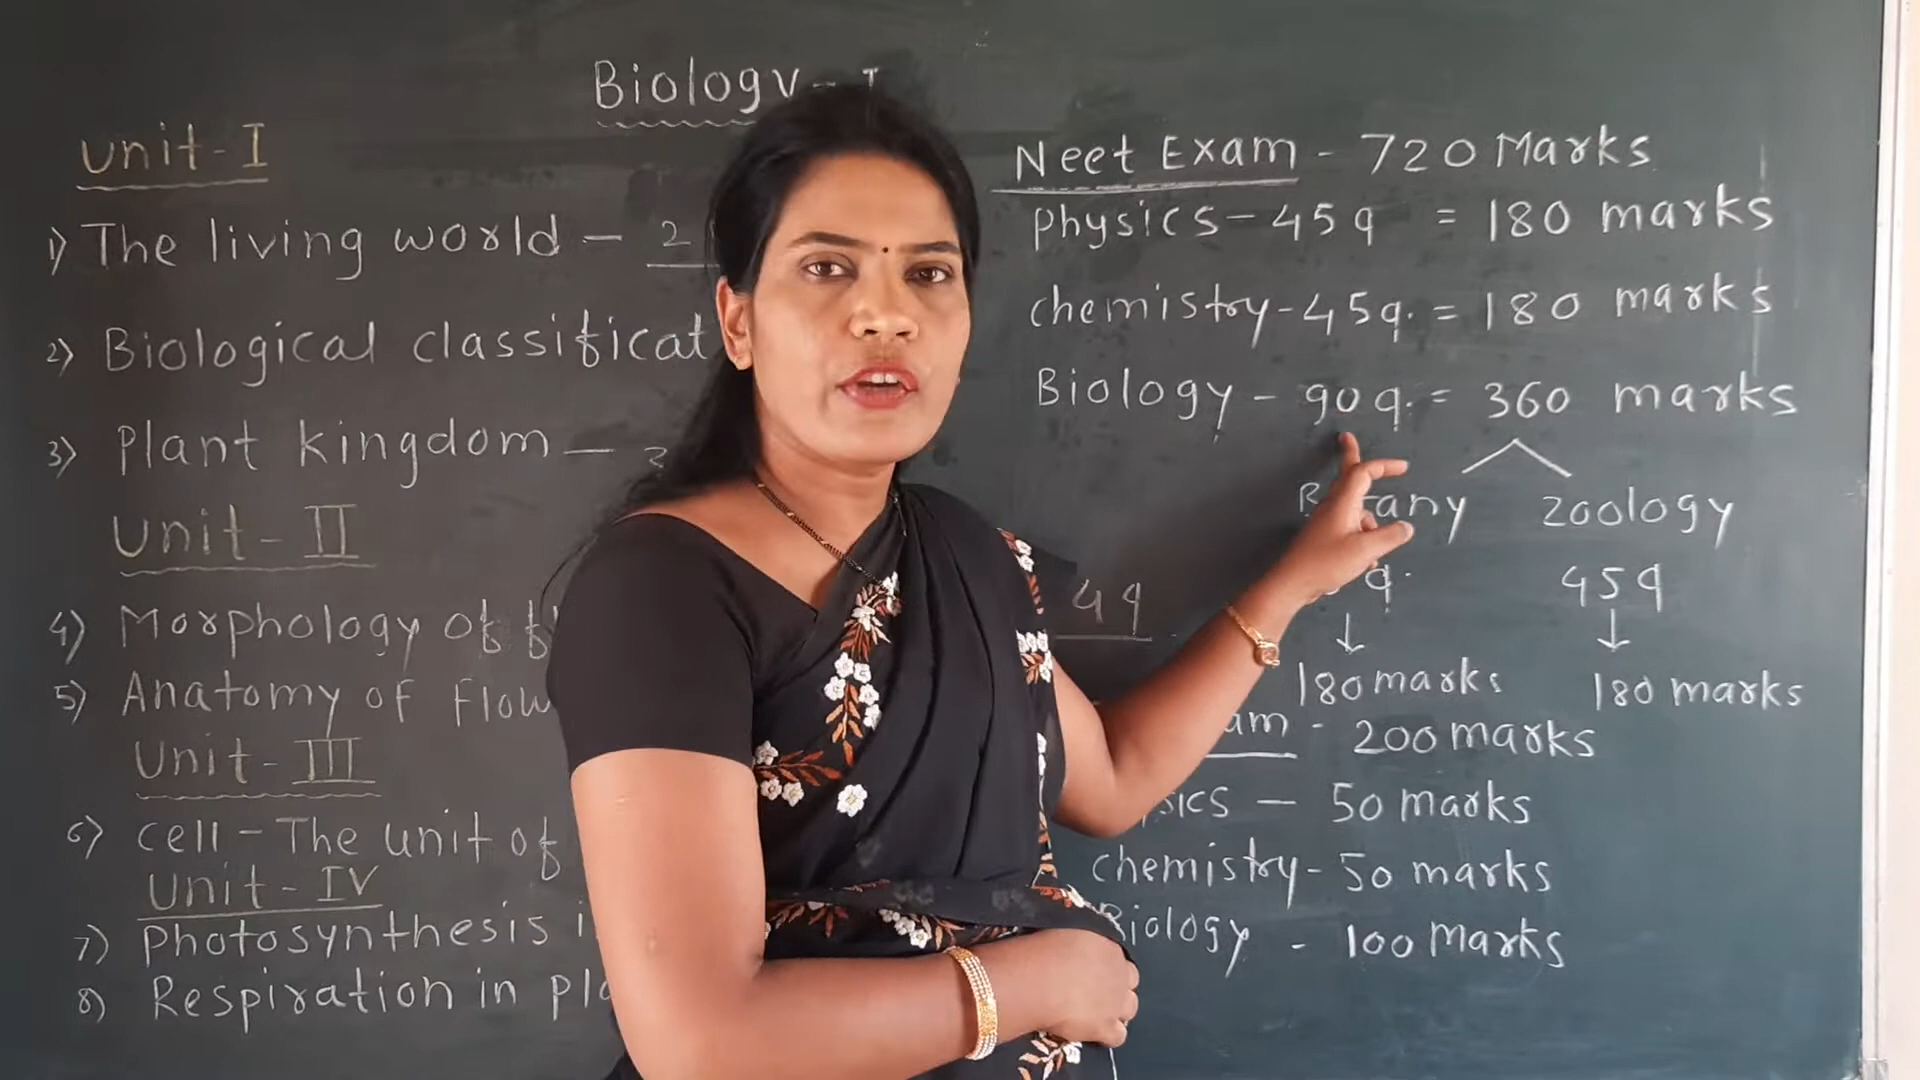 Biology - I
Unit - I
1) The living world - 2
2) Biological classificat
3) Plant kingdom - 3
Unit - II
4) Morphology of fl
5) Anatomy of Flow
Unit - III
6) cell - The unit of
Unit - IV
7) Photosynthesis i
8) Respiration in pla
4q
Neet Exam - 720 Marks
Physics - 45q = 180 marks
chemistry - 45q. = 180 marks
Biology - 90q. = 360 marks
Botany Zoology
q. 45q
↓ ↓
180 marks 180 marks
am - 200 marks
sics - 50 marks
chemistry - 50 marks
Biology - 100 Marks